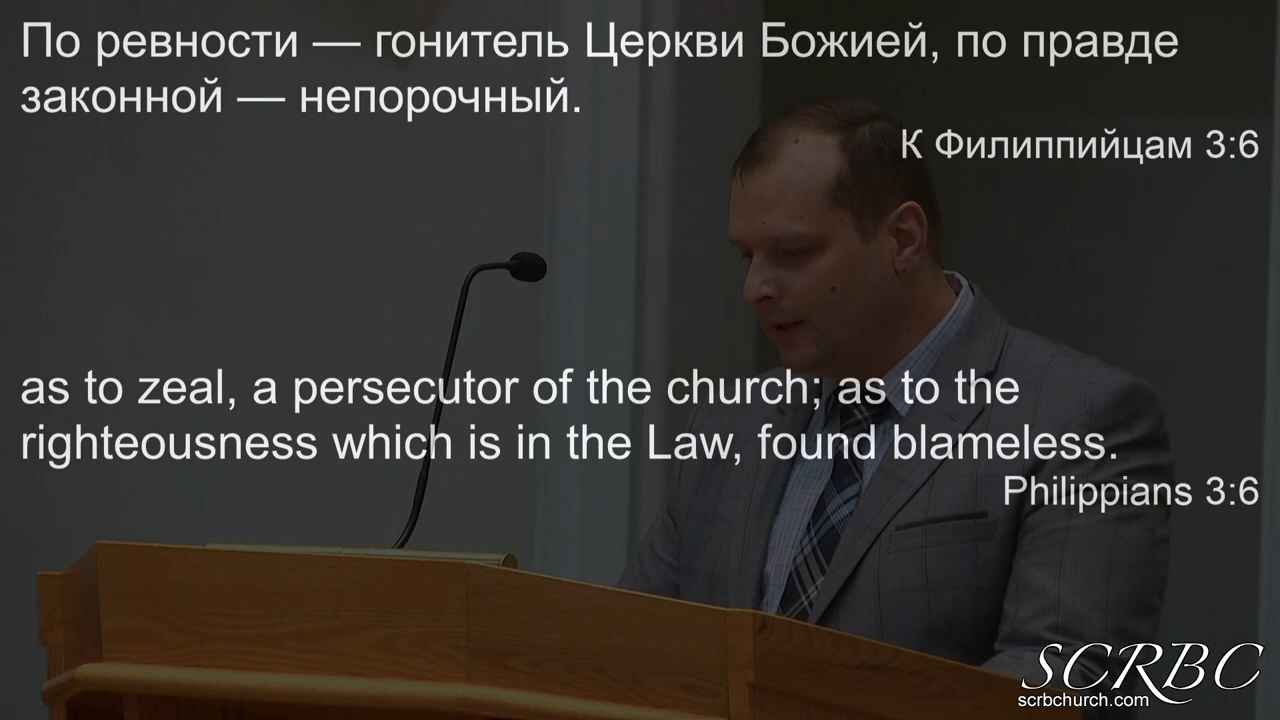 По ревности — гонитель Церкви Божией, по правде
законной — непорочный.
К Филиппийцам 3:6
as to zeal, a persecutor of the church; as to the
righteousness which is in the Law, found blameless.
Philippians 3:6
SCRBC
scrbchurch.com